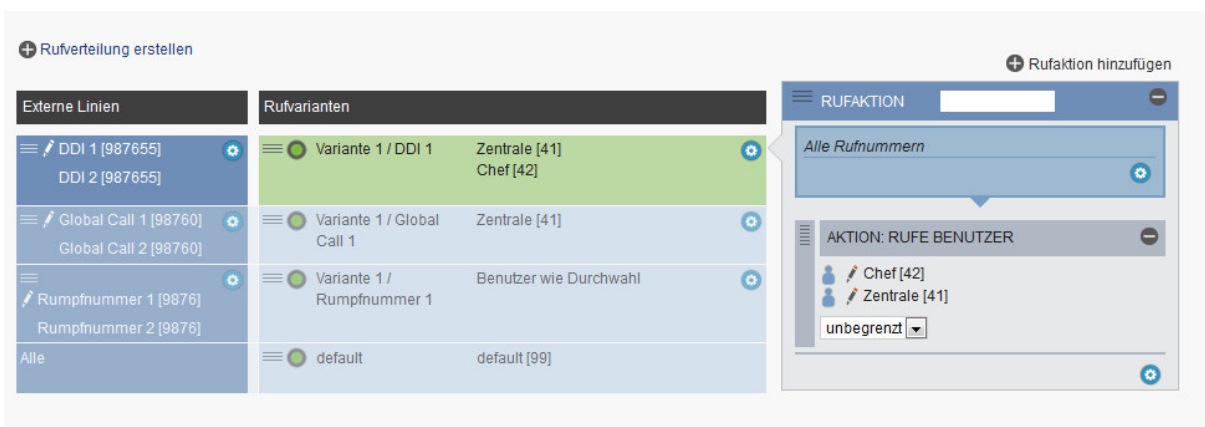 Rufverteilung erstellen
Rufaktion hinzufügen
Externe Linien
Rufvarianten
DDI 1 [987655]
DDI 2 [987655]
Variante 1 / DDI 1
Zentrale [41]
Chef [42]
Global Call 1 [98760]
Global Call 2 [98760]
Variante 1 / Global
Call 1
Zentrale [41]
Rumpfnummer 1 [9876]
Rumpfnummer 2 [9876]
Variante 1 /
Rumpfnummer 1
Benutzer wie Durchwahl
Alle
default
default [99]
RUFAKTION
Alle Rufnummern
AKTION: RUFE BENUTZER
Chef [42]
Zentrale [41]
unbegrenzt